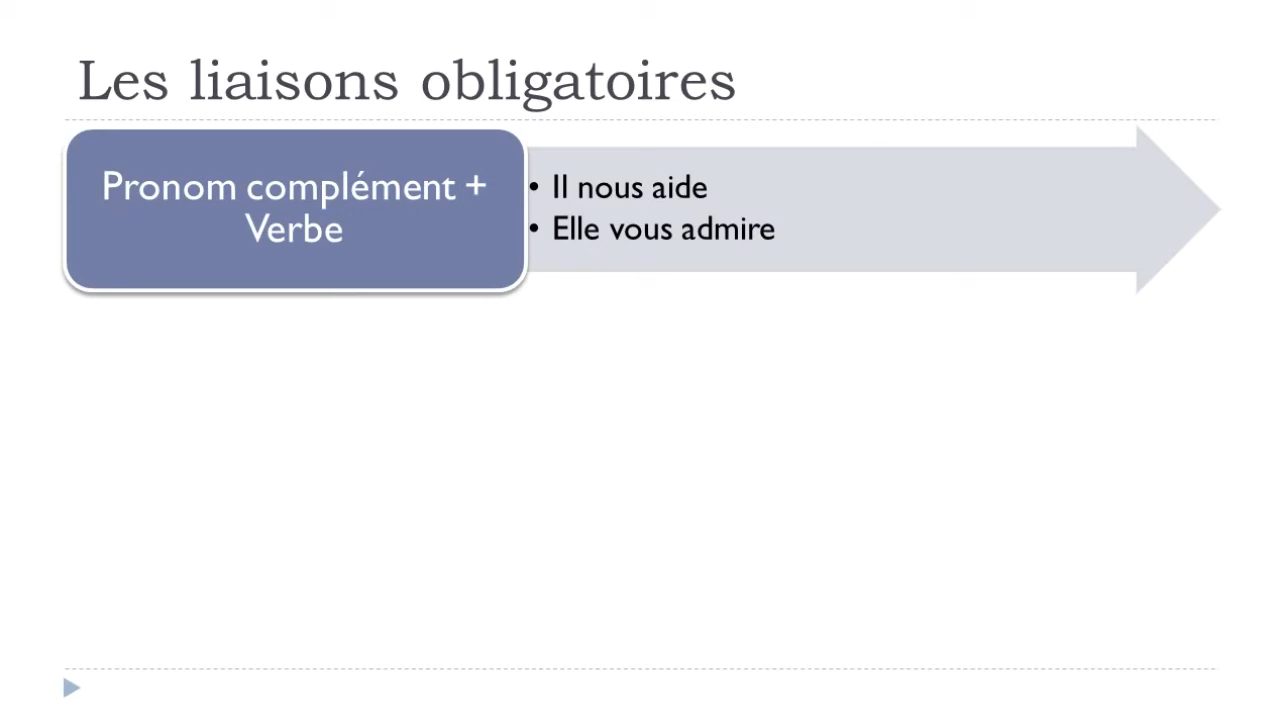 Les liaisons obligatoires
Pronom complément +
Verbe
• Il nous aide
• Elle vous admire